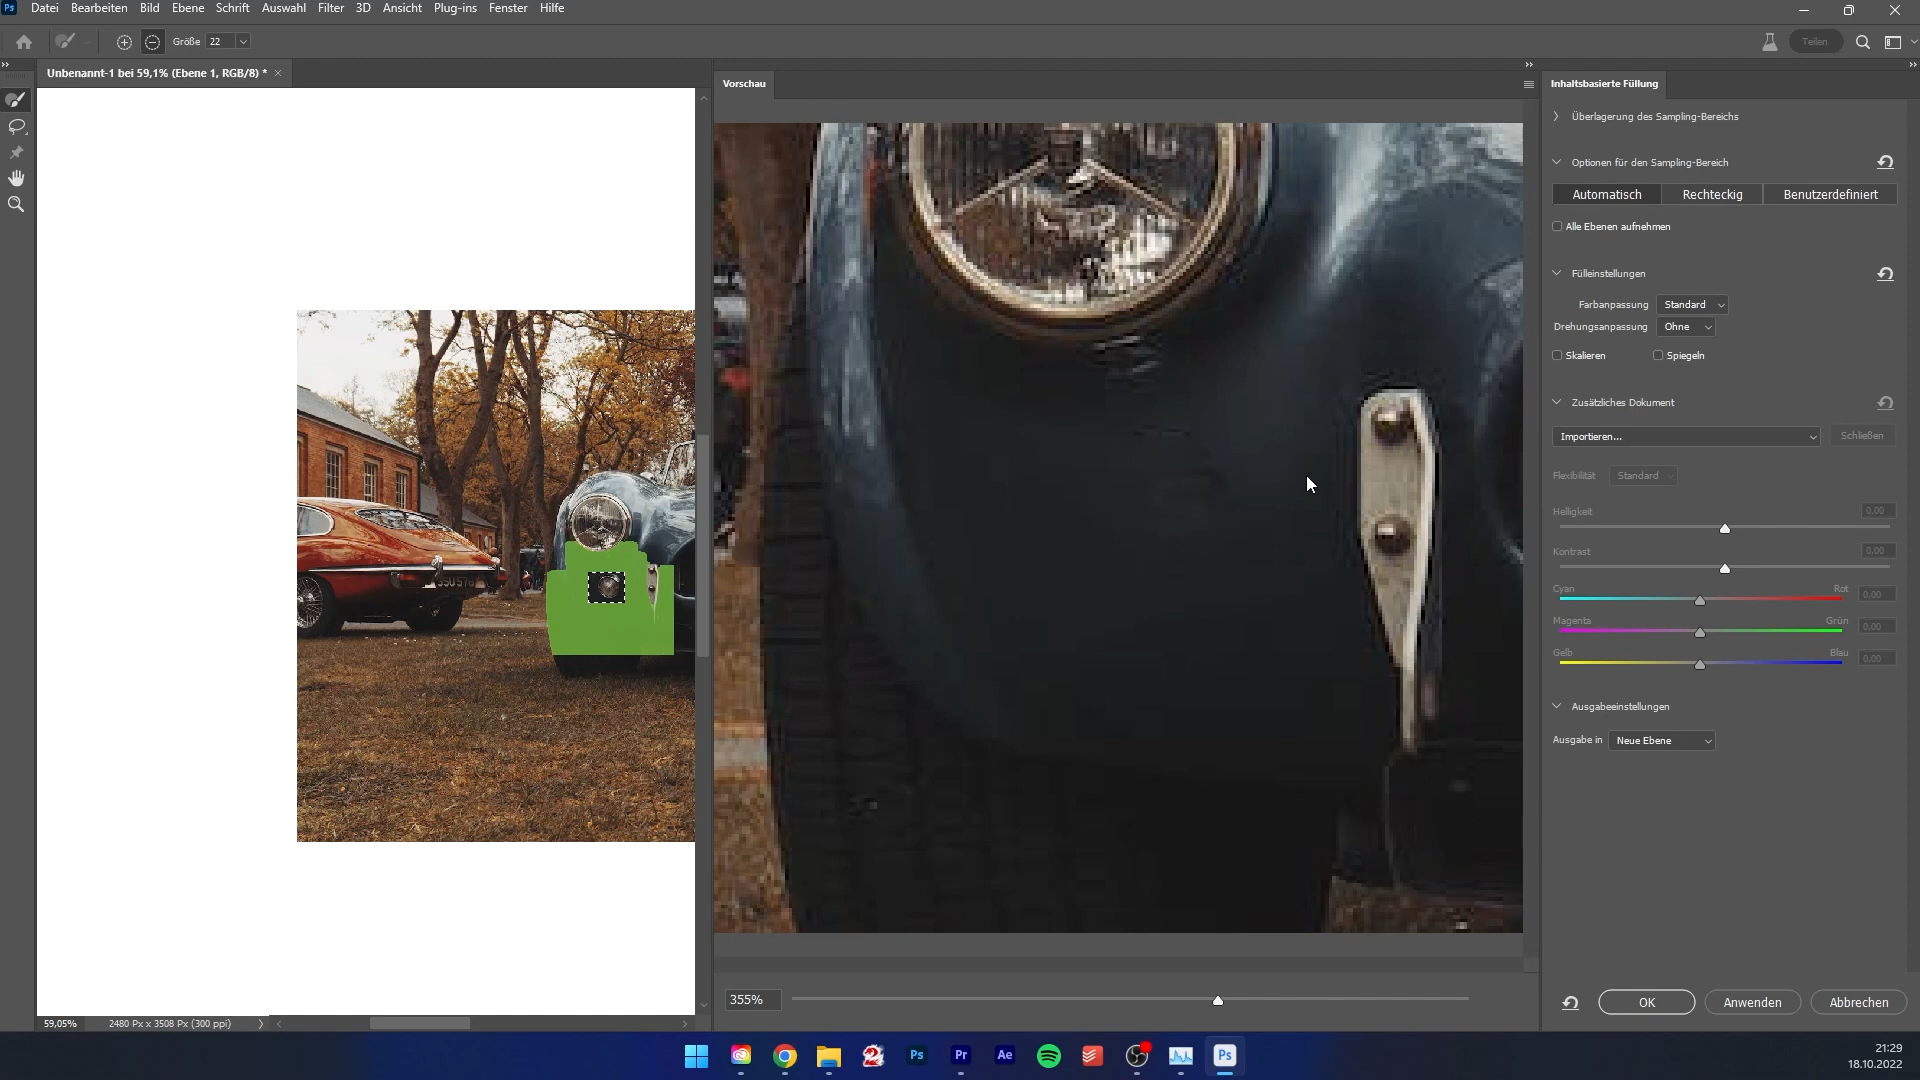 Ps Datei Bearbeiten Bild Ebene Schrift Auswahl Filter 3D Ansicht Plug-ins Fenster Hilfe
Größe 22
Teilen
Unbenannt-1 bei 59,1% (Ebene 1, RGB/8) *
Vorschau
Inhaltsbasierte Füllung
Überlagerung des Sampling-Bereichs
Optionen für den Sampling-Bereich
Automatisch Rechteckig Benutzerdefiniert
Alle Ebenen aufnehmen
Fülleinstellungen
Farbanpassung Standard
Drehungsanpassung Ohne
Skalieren Spiegeln
Zusätzliches Dokument
Importieren... Schließen
Flexibilität Standard
Helligkeit 0,00
Kontrast 0,00
Cyan Rot 0,00
Magenta Grün 0,00
Gelb Blau 0,00
Ausgabeeinstellungen
Ausgabe in Neue Ebene
355%
OK Anwenden Abbrechen
59,05% 2480 Px x 3508 Px (300 ppi)
Ps Pr Ae Ps
21:29
18.10.2022